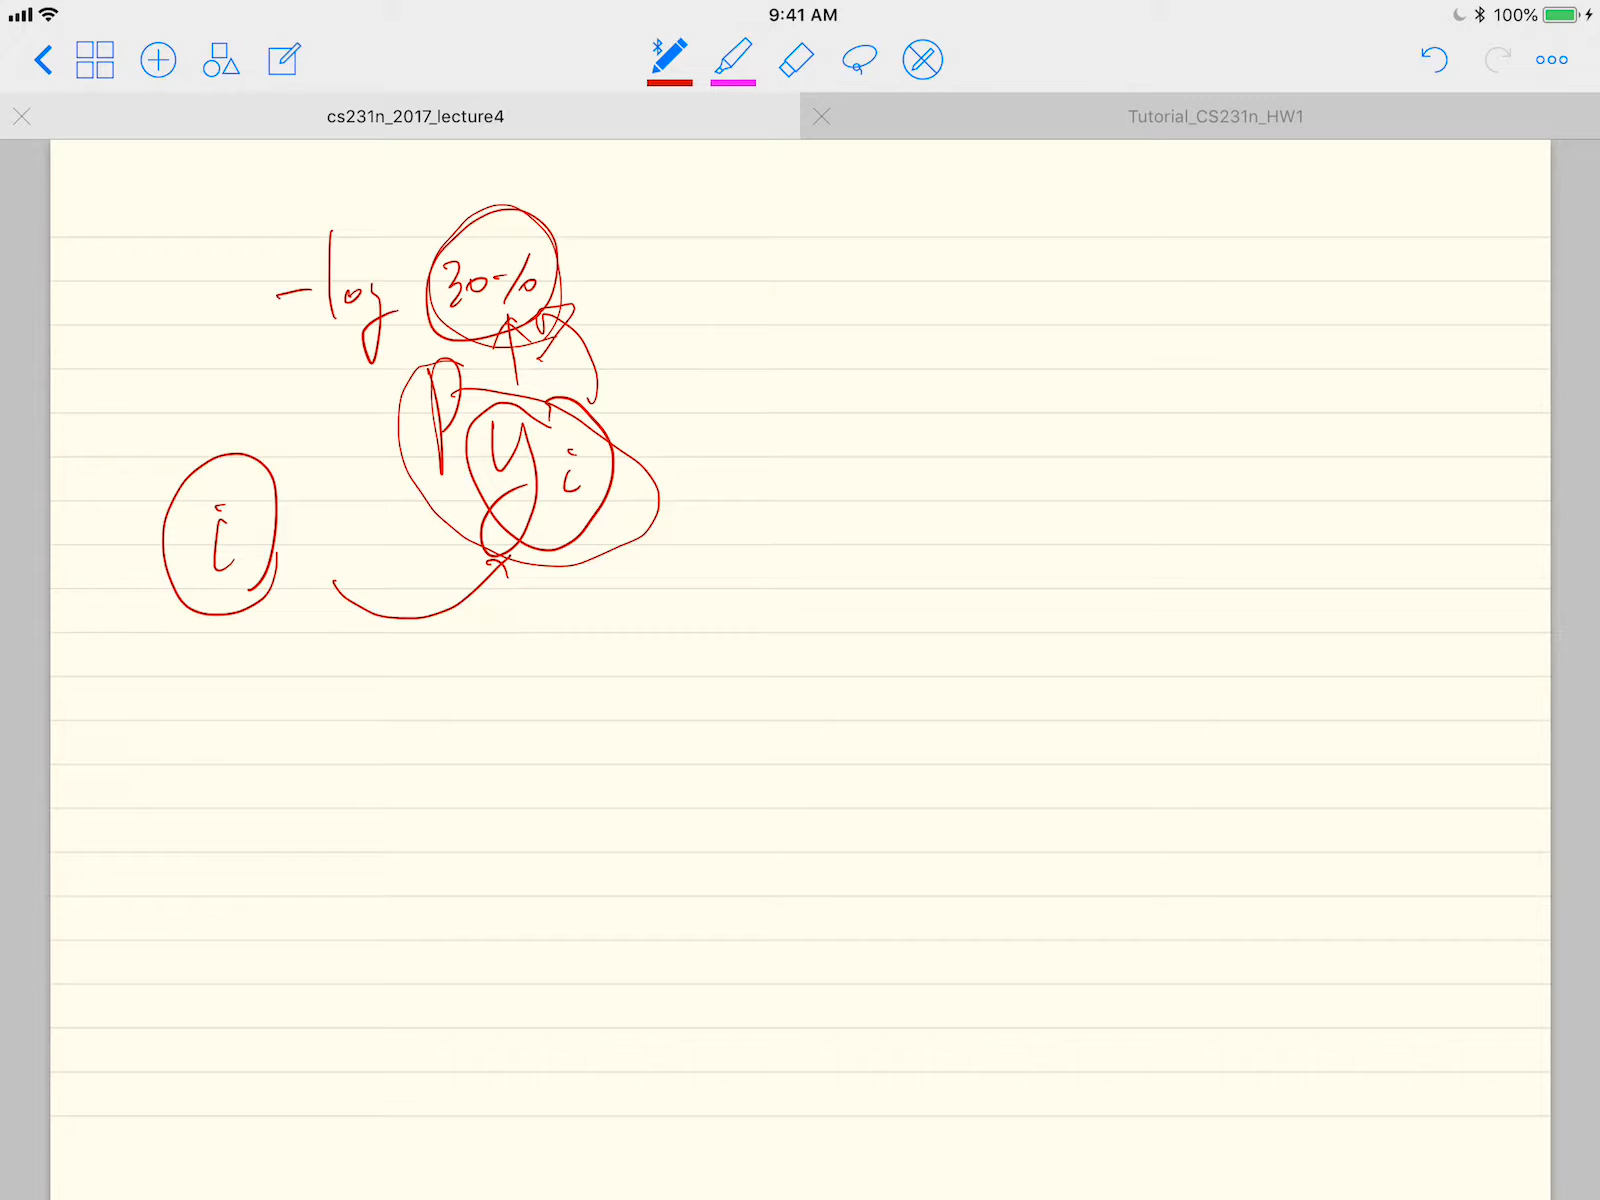 9:41 AM
100%
cs231n_2017_lecture4
Tutorial_CS231n_HW1
-log 30%
P y i
i